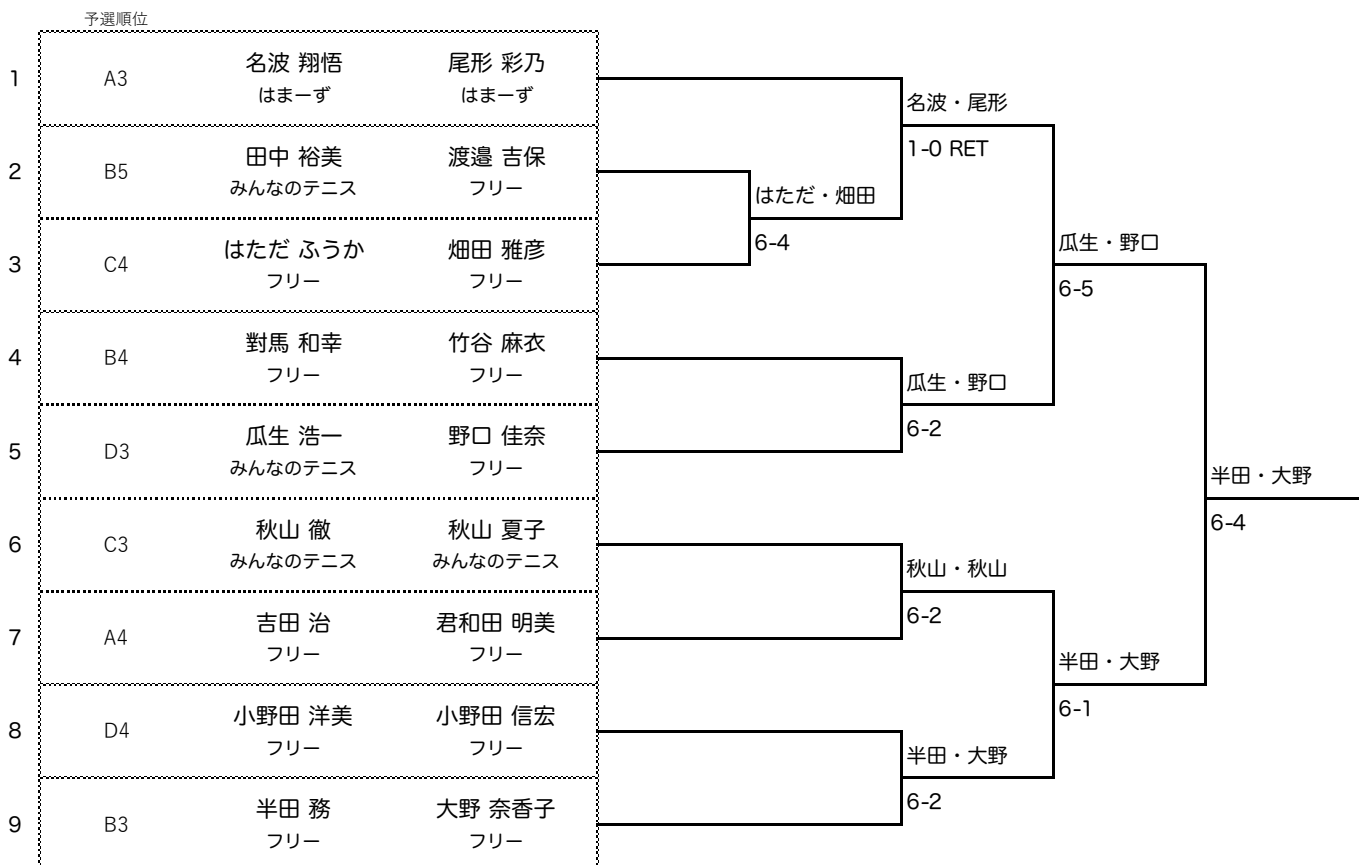 予選順位
1 A3 名波 翔悟 尾形 彩乃
はまーず はまーず
名波・尾形
1-0 RET
2 B5 田中 裕美 渡邉 吉保
みんなのテニス フリー
はただ・畑田
6-4
3 C4 はただ ふうか 畑田 雅彦
フリー フリー
瓜生・野口
6-5
4 B4 對馬 和幸 竹谷 麻衣
フリー フリー
瓜生・野口
6-2
5 D3 瓜生 浩一 野口 佳奈
みんなのテニス フリー
半田・大野
6-4
6 C3 秋山 徹 秋山 夏子
みんなのテニス みんなのテニス
秋山・秋山
6-2
7 A4 吉田 治 君和田 明美
フリー フリー
半田・大野
6-1
8 D4 小野田 洋美 小野田 信宏
フリー フリー
半田・大野
6-2
9 B3 半田 務 大野 奈香子
フリー フリー